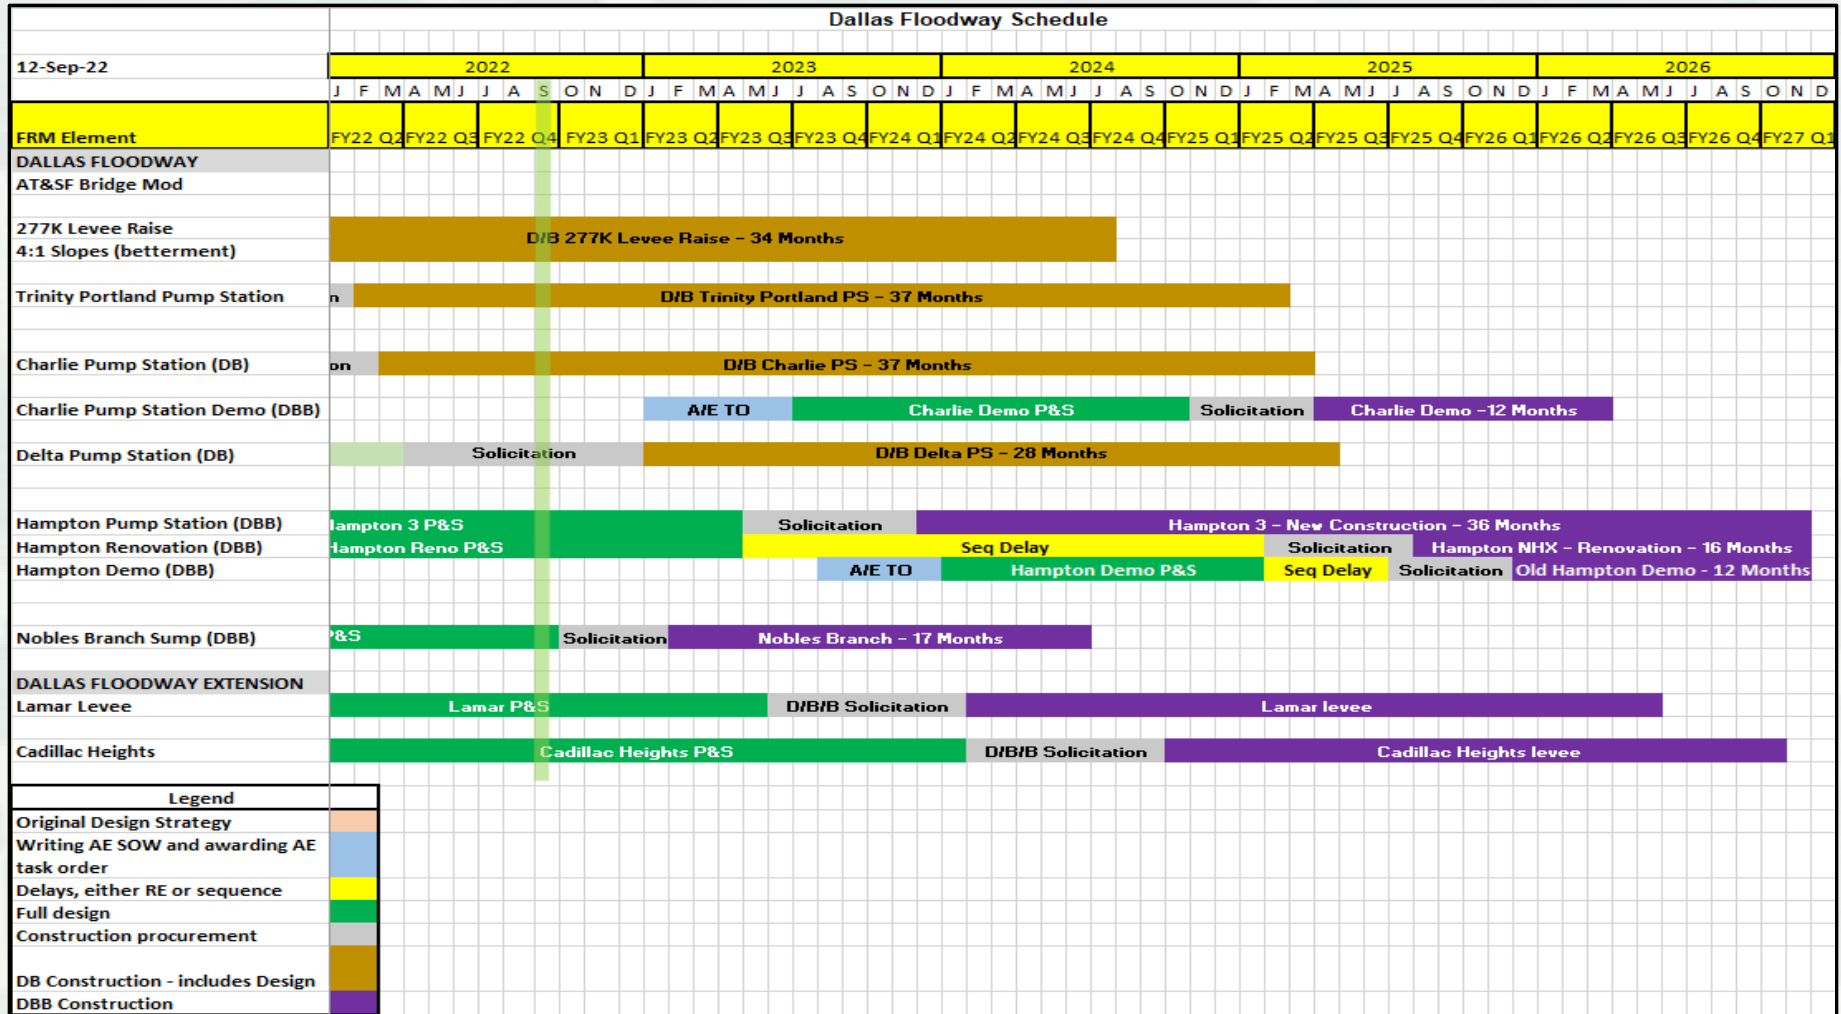 Dallas Floodway Schedule
12-Sep-22 2022 2023 2024 2025 2026
J F M A M J J A S O N D J F M A M J J A S O N D J F M A M J J A S O N D J F M A M J J A S O N D J F M A M J J A S O N D
FRM Element FY22 Q2 FY22 Q3 FY22 Q4 FY23 Q1 FY23 Q2 FY23 Q3 FY23 Q4 FY24 Q1 FY24 Q2 FY24 Q3 FY24 Q4 FY25 Q1 FY25 Q2 FY25 Q3 FY25 Q4 FY26 Q1 FY26 Q2 FY26 Q3 FY26 Q4 FY27 Q1
DALLAS FLOODWAY
AT&SF Bridge Mod
277K Levee Raise
D/B 277K Levee Raise - 34 Months
4:1 Slopes (betterment)
Trinity Portland Pump Station n D/B Trinity Portland PS - 37 Months
Charlie Pump Station (DB) on D/B Charlie PS - 37 Months
Charlie Pump Station Demo (DBB) A/E TO Charlie Demo P&S Solicitation Charlie Demo -12 Months
Delta Pump Station (DB) Solicitation D/B Delta PS - 28 Months
Hampton Pump Station (DBB) Hampton 3 P&S Solicitation Hampton 3 - New Construction - 36 Months
Hampton Renovation (DBB) Hampton Reno P&S Seq Delay Solicitation Hampton NHX - Renovation - 16 Months
Hampton Demo (DBB) A/E TO Hampton Demo P&S Seq Delay Solicitation Old Hampton Demo - 12 Months
Nobles Branch Sump (DBB) P&S Solicitation Nobles Branch - 17 Months
DALLAS FLOODWAY EXTENSION
Lamar Levee Lamar P&S D/B/B Solicitation Lamar levee
Cadillac Heights Cadillac Heights P&S D/B/B Solicitation Cadillac Heights levee
Legend
Original Design Strategy
Writing AE SOW and awarding AE
task order
Delays, either RE or sequence
Full design
Construction procurement
DB Construction - includes Design
DBB Construction